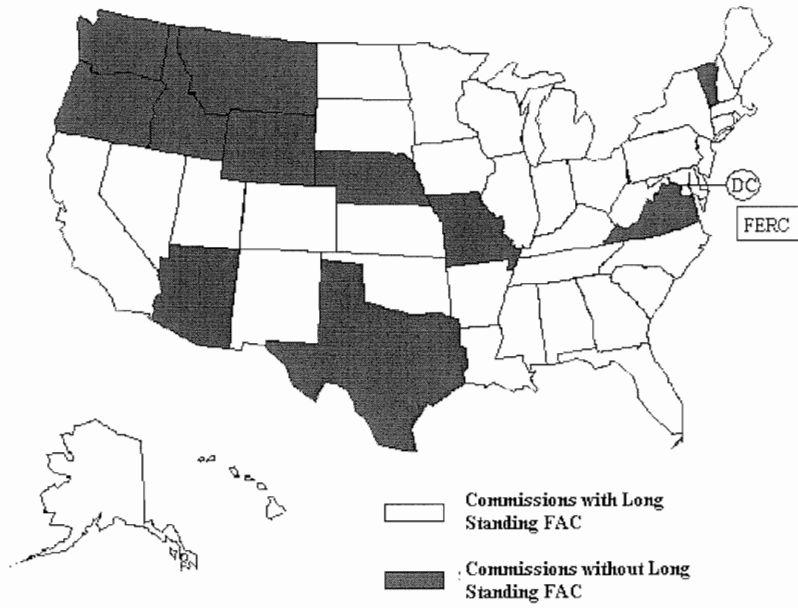 DC
FERC
Commissions with Long
Standing FAC
: Commissions without Long
Standing FAC